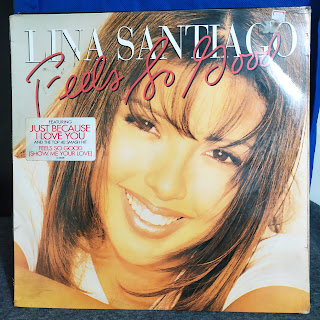 LINA SANTIAGO
Feels So Good
FEATURING
JUST BECAUSE
I LOVE YOU
AND THE TOP 40 SMASH HIT
FEELS SO GOOD
(SHOW ME YOUR LOVE)